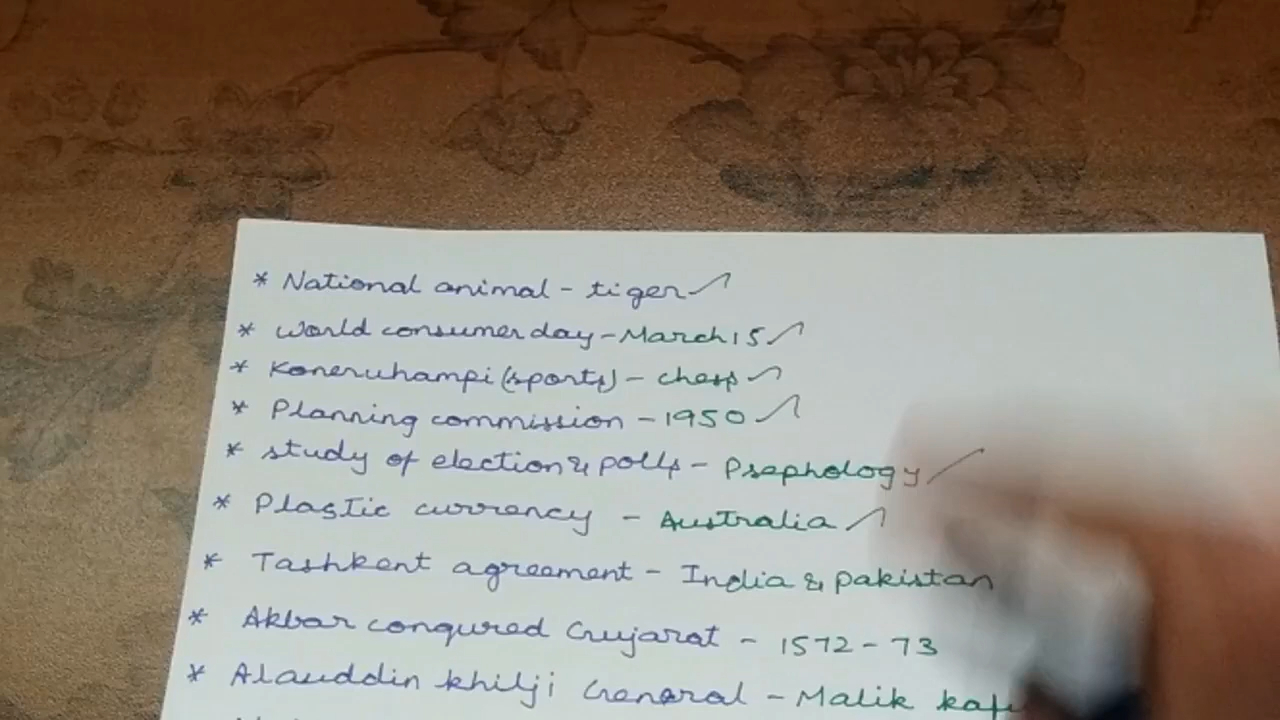 * National animal - tiger
* World consumer day - March 15
* Koneruhampi (sports) - chess
* Planning commission - 1950
* study of election & polls - Psephology
* Plastic currency - Australia
* Tashkent agreement - India & pakistan
* Akbar conqured Gujarat - 1572 - 73
* Alauddin khilji General - Malik